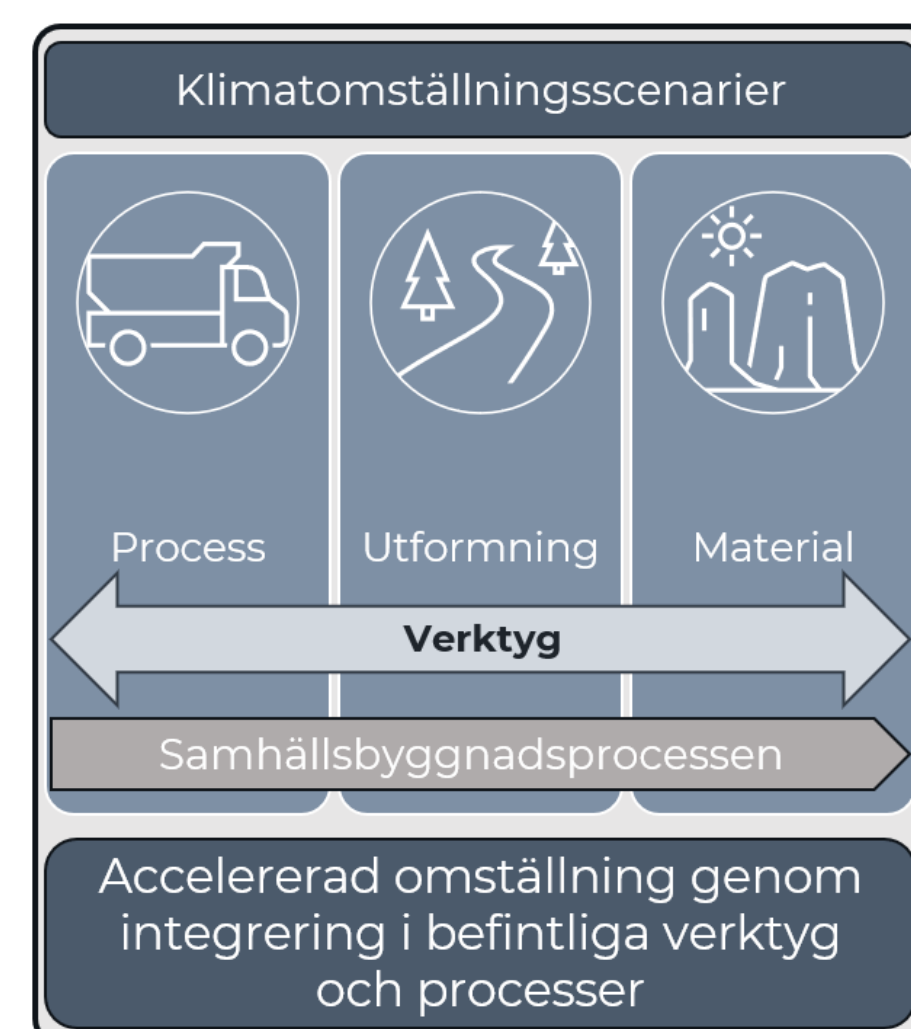 Klimatomställningsscenarier
Process
Utformning
Material
Verktyg
Samhällsbyggnadsprocessen
Accelererad omställning genom
integrering i befintliga verktyg
och processer